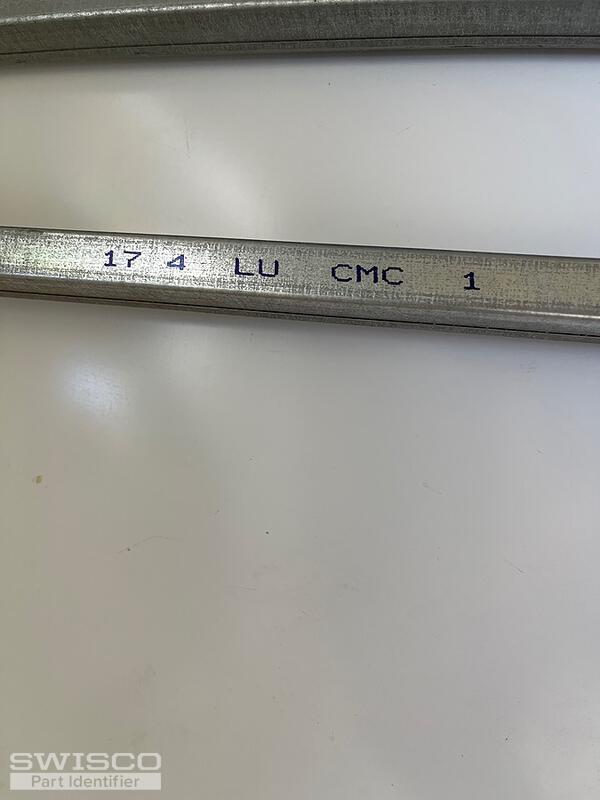 17 4 LU CMC 1
SWISCO
Part Identifier